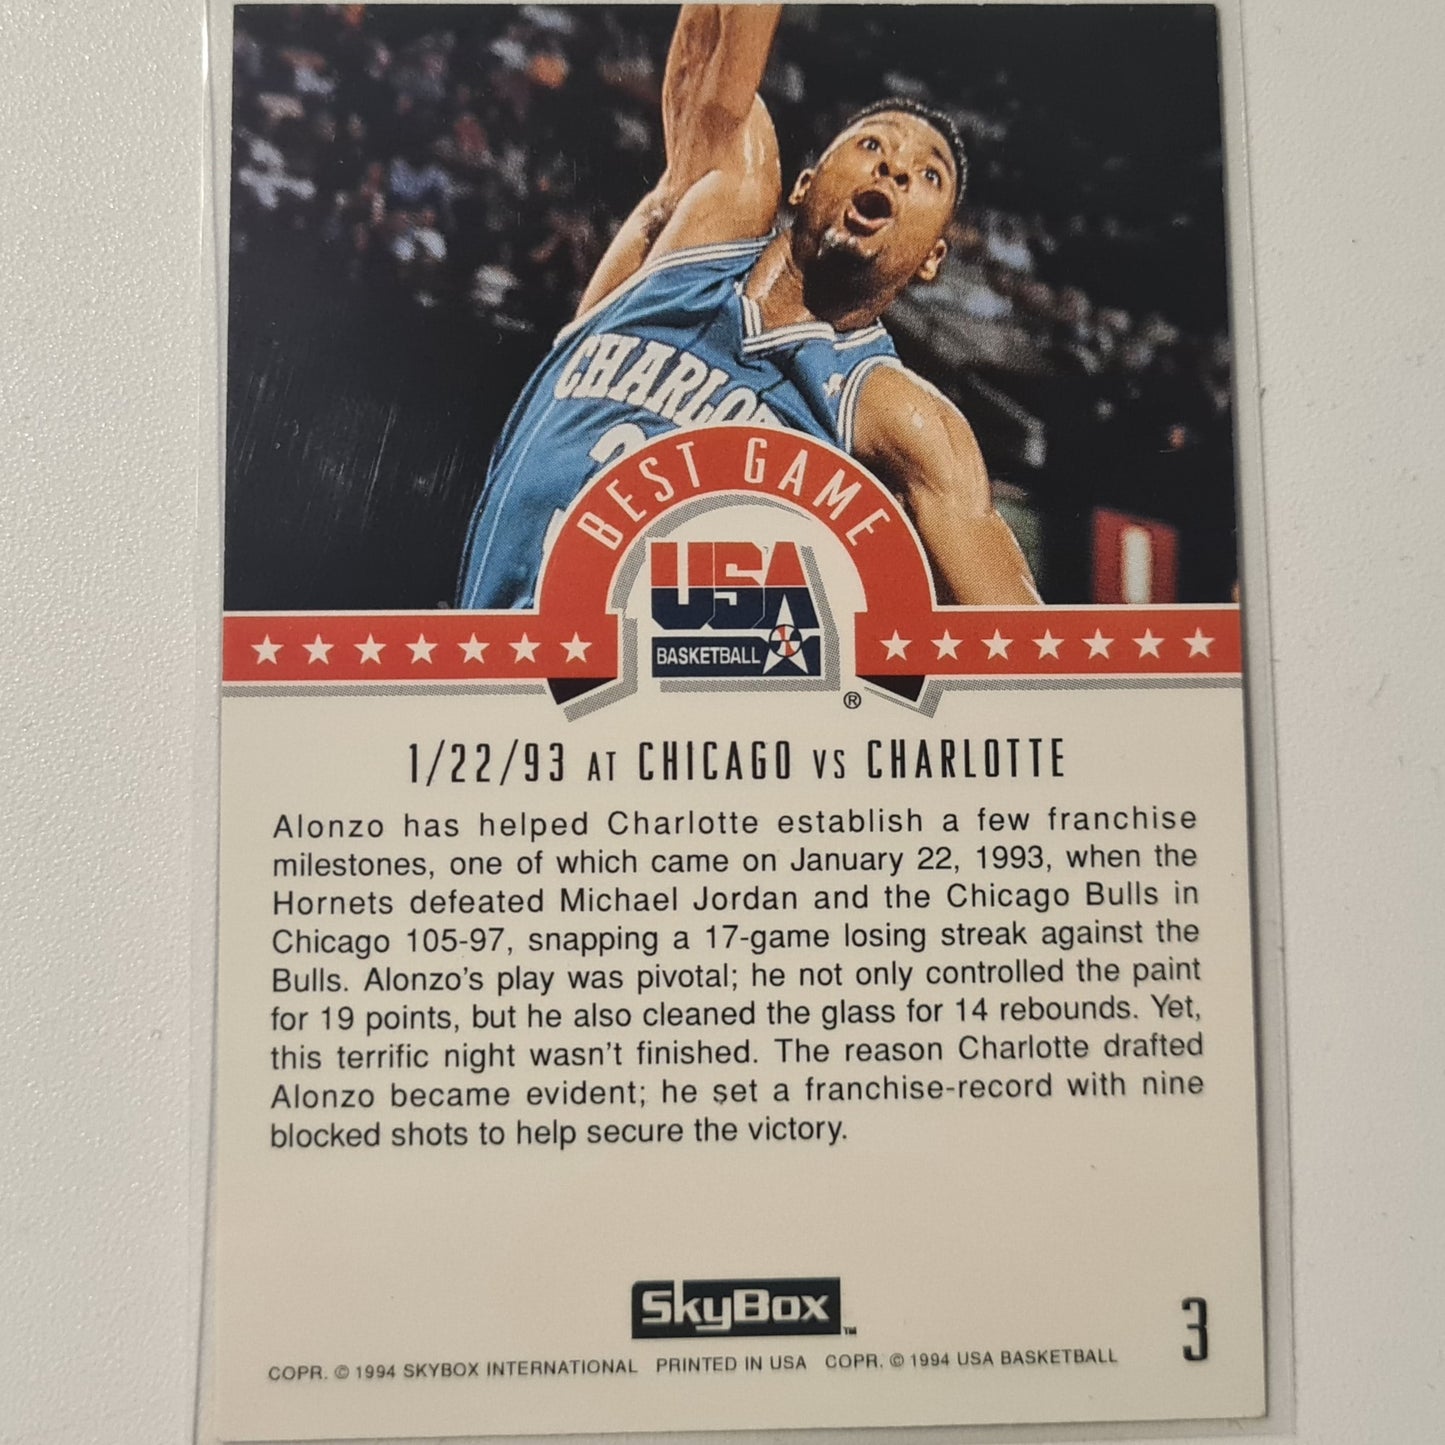 CHARLO
BEST GAME
USA
BASKETBALL
®
1/22/93 AT CHICAGO VS CHARLOTTE
Alonzo has helped Charlotte establish a few franchise
milestones, one of which came on January 22, 1993, when the
Hornets defeated Michael Jordan and the Chicago Bulls in
Chicago 105-97, snapping a 17-game losing streak against the
Bulls. Alonzo's play was pivotal; he not only controlled the paint
for 19 points, but he also cleaned the glass for 14 rebounds. Yet,
this terrific night wasn't finished. The reason Charlotte drafted
Alonzo became evident; he set a franchise-record with nine
blocked shots to help secure the victory.
SkyBox™
3
COPR. © 1994 SKYBOX INTERNATIONAL PRINTED IN USA COPR. © 1994 USA BASKETBALL